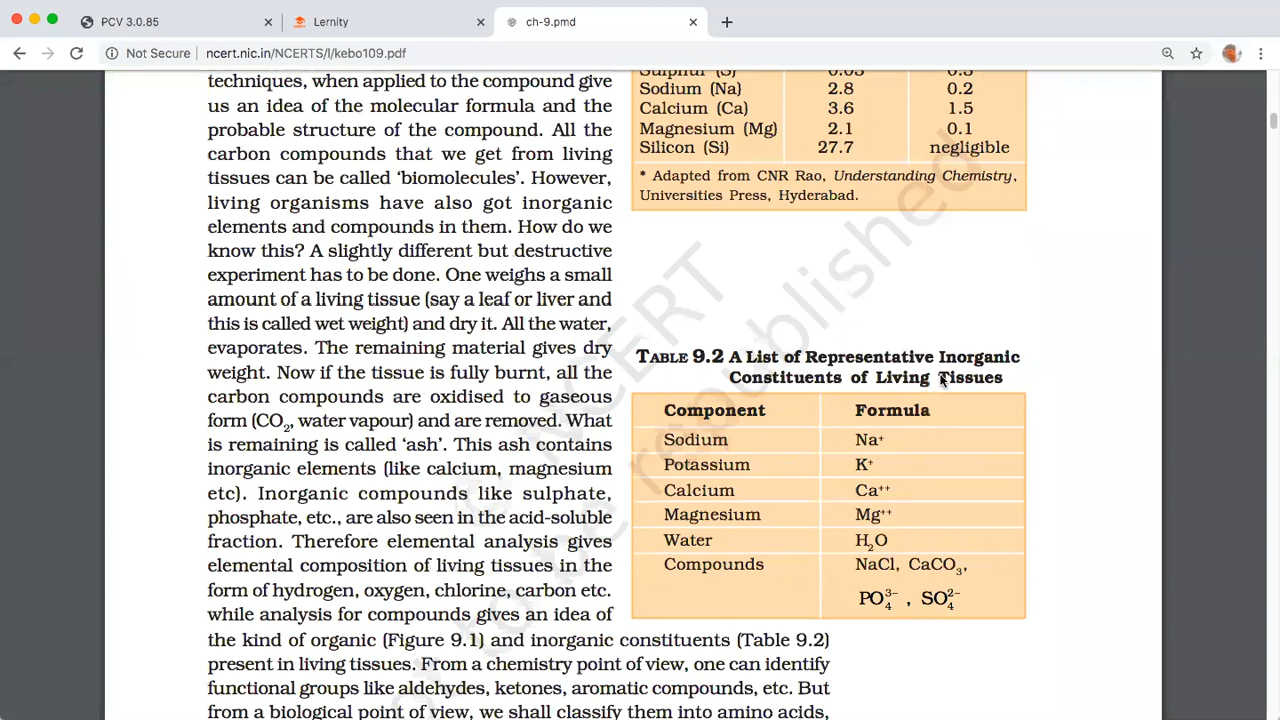 PCV 3.0.85
Lernity
ch-9.pmd
Not Secure
ncert.nic.in/NCERTS/l/kebo109.pdf
techniques, when applied to the compound give
us an idea of the molecular formula and the
probable structure of the compound. All the
carbon compounds that we get from living
tissues can be called ‘biomolecules’. However,
living organisms have also got inorganic
elements and compounds in them. How do we
know this? A slightly different but destructive
experiment has to be done. One weighs a small
amount of a living tissue (say a leaf or liver and
this is called wet weight) and dry it. All the water,
evaporates. The remaining material gives dry
weight. Now if the tissue is fully burnt, all the
carbon compounds are oxidised to gaseous
form (CO₂, water vapour) and are removed. What
is remaining is called ‘ash’. This ash contains
inorganic elements (like calcium, magnesium
etc). Inorganic compounds like sulphate,
phosphate, etc., are also seen in the acid-soluble
fraction. Therefore elemental analysis gives
elemental composition of living tissues in the
form of hydrogen, oxygen, chlorine, carbon etc.
while analysis for compounds gives an idea of
the kind of organic (Figure 9.1) and inorganic constituents (Table 9.2)
present in living tissues. From a chemistry point of view, one can identify
functional groups like aldehydes, ketones, aromatic compounds, etc. But
from a biological point of view, we shall classify them into amino acids,
Sulphur (S) 0.03 0.3
Sodium (Na) 2.8 0.2
Calcium (Ca) 3.6 1.5
Magnesium (Mg) 2.1 0.1
Silicon (Si) 27.7 negligible
* Adapted from CNR Rao, Understanding Chemistry,
Universities Press, Hyderabad.
TABLE 9.2 A List of Representative Inorganic
Constituents of Living Tissues
Component Formula
Sodium Na⁺
Potassium K⁺
Calcium Ca⁺⁺
Magnesium Mg⁺⁺
Water H₂O
Compounds NaCl, CaCO₃,
PO₄³⁻ , SO₄²⁻
© NCERT
not to be republished